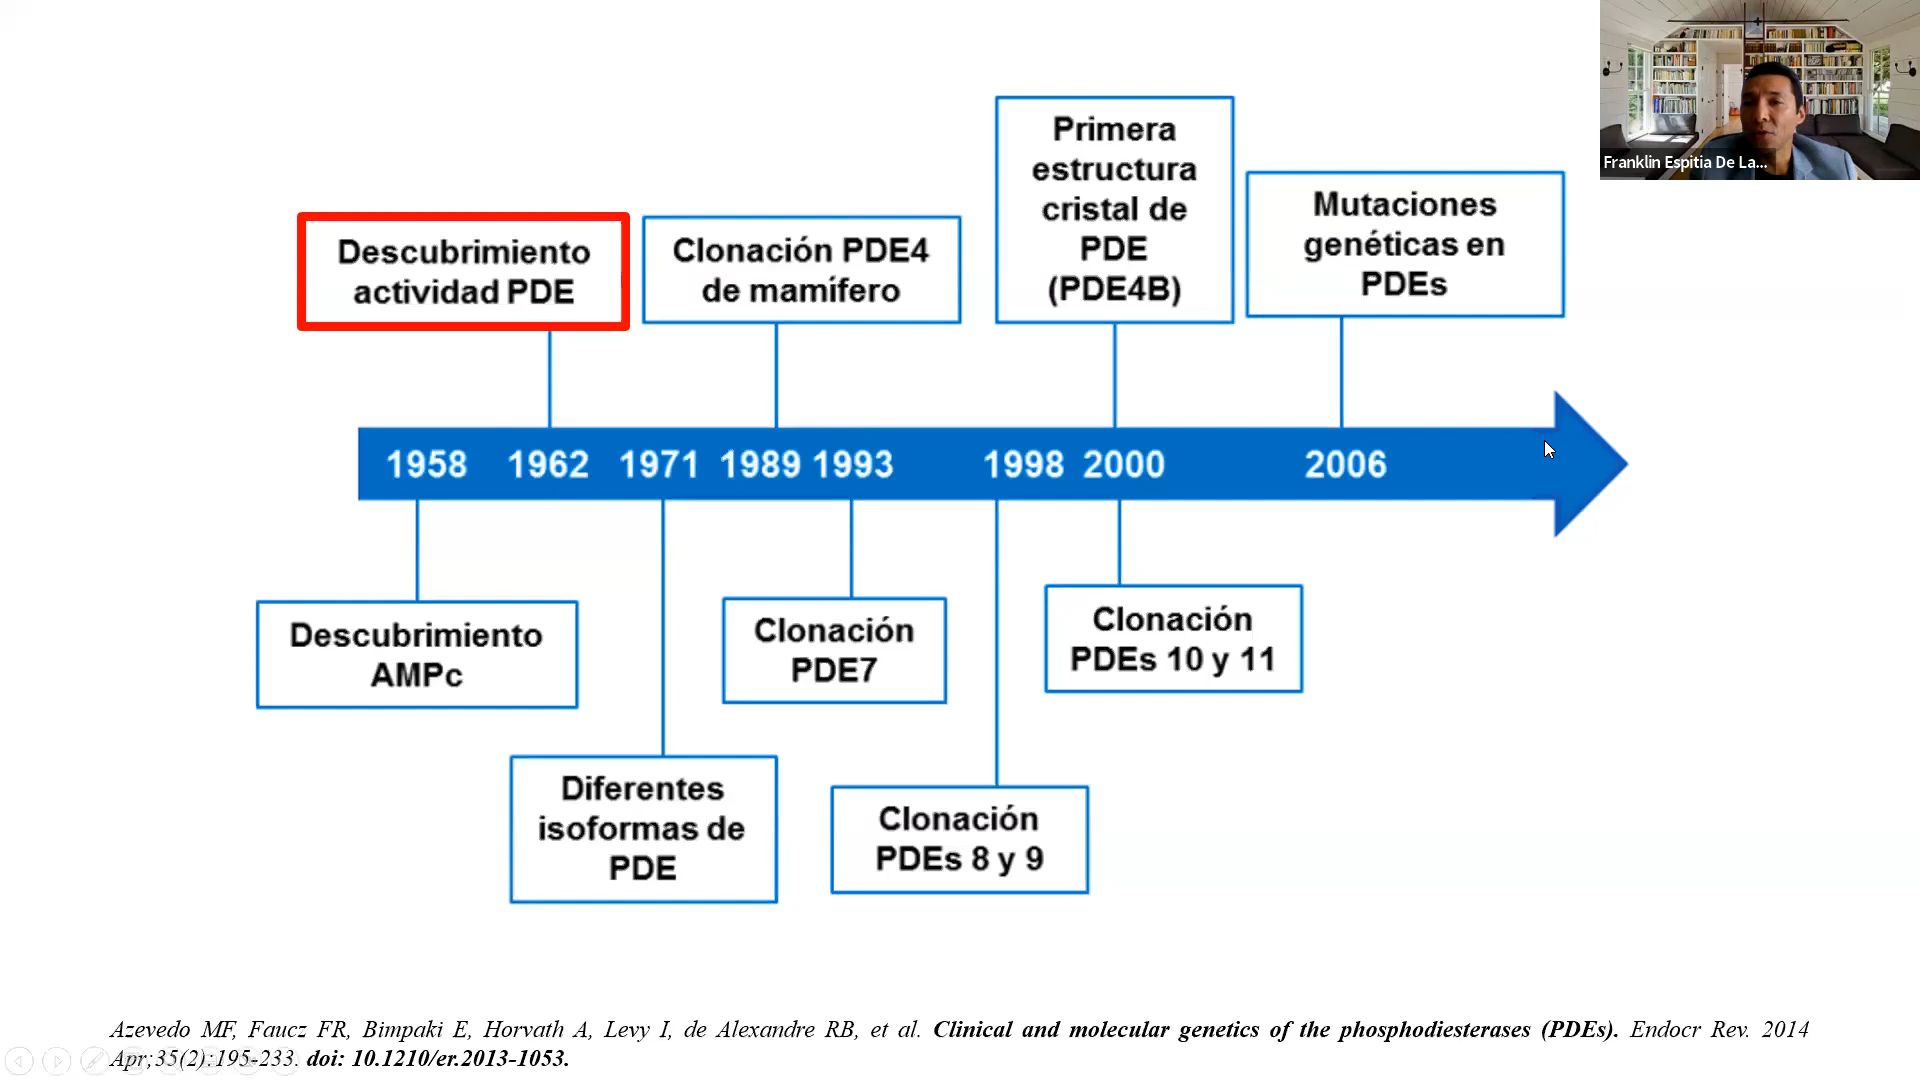 Franklin Espitia De La...
Primera
estructura
cristal de
PDE
(PDE4B)
Mutaciones
genéticas en
PDEs
Descubrimiento
actividad PDE
Clonación PDE4
de mamífero
1958 1962 1971 1989 1993 1998 2000 2006
Descubrimiento
AMPc
Clonación
PDE7
Clonación
PDEs 10 y 11
Diferentes
isoformas de
PDE
Clonación
PDEs 8 y 9
Azevedo MF, Faucz FR, Bimpaki E, Horvath A, Levy I, de Alexandre RB, et al. Clinical and molecular genetics of the phosphodiesterases (PDEs). Endocr Rev. 2014
Apr;35(2):195-233. doi: 10.1210/er.2013-1053.